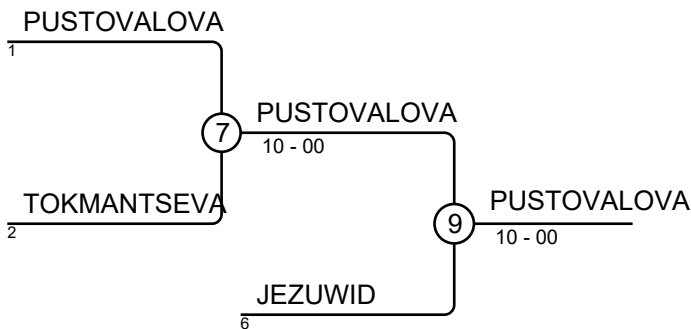 PUSTOVALOVA
1
7
PUSTOVALOVA
10 - 00
TOKMANTSEVA
2
9
PUSTOVALOVA
10 - 00
JEZUWID
6